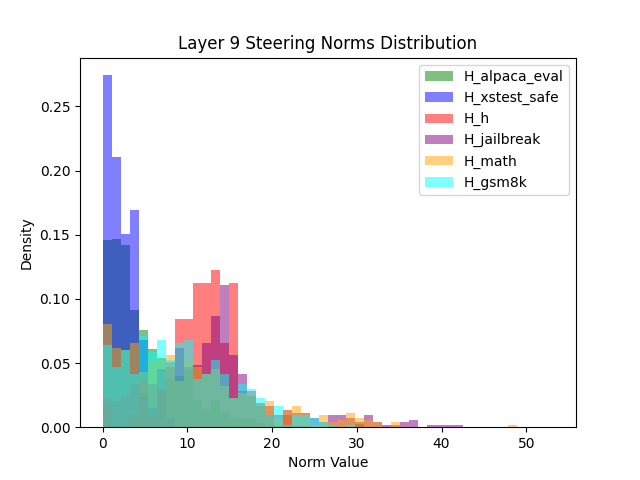 Layer 9 Steering Norms Distribution
H_alpaca_eval
H_xstest_safe
H_h
H_jailbreak
H_math
H_gsm8k
Density
0.25
0.20
0.15
0.10
0.05
0.00
0 10 20 30 40 50
Norm Value